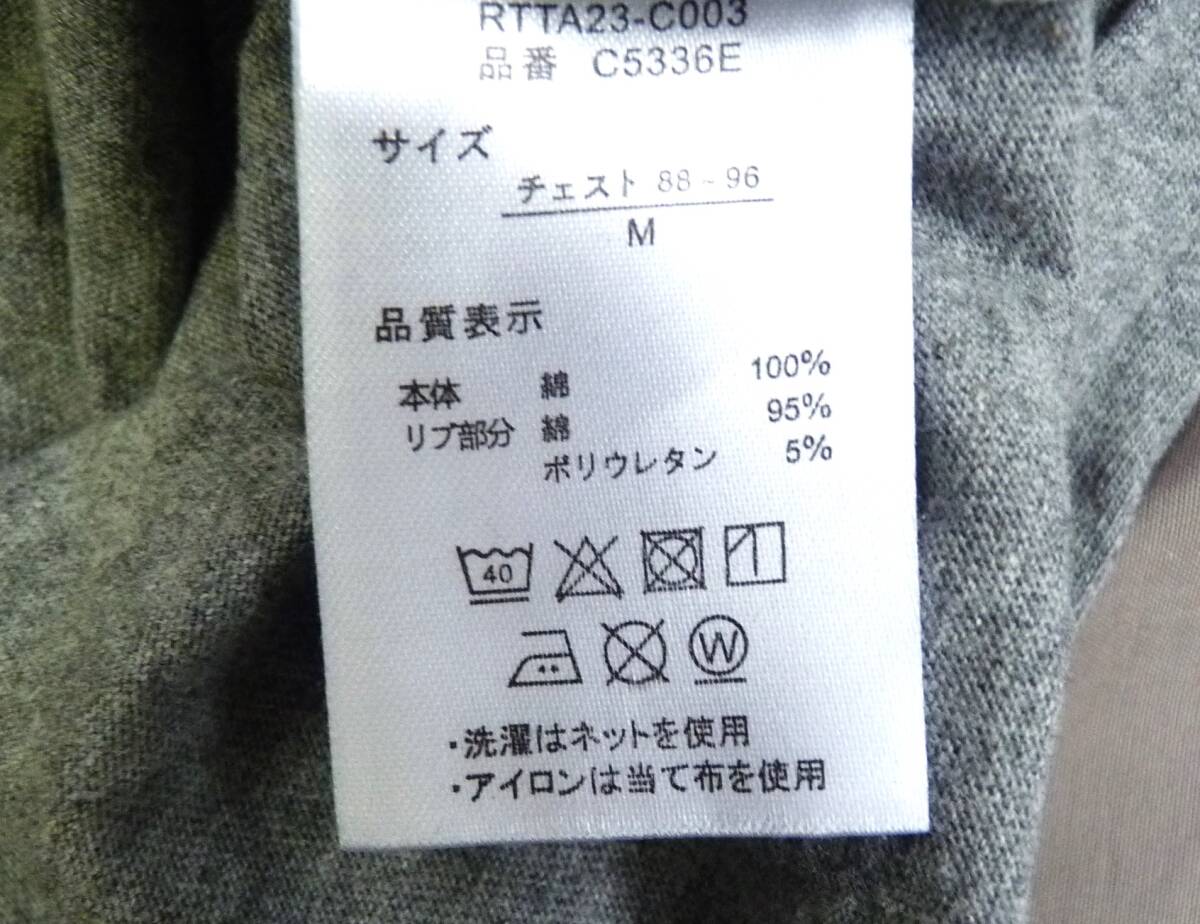 RTTA23-C003
品番 C5336E
サイズ
チェスト 88 - 96
M
品質表示
本体 綿 100%
リブ部分 綿 95%
ポリウレタン 5%
40
W
・洗濯はネットを使用
・アイロンは当て布を使用